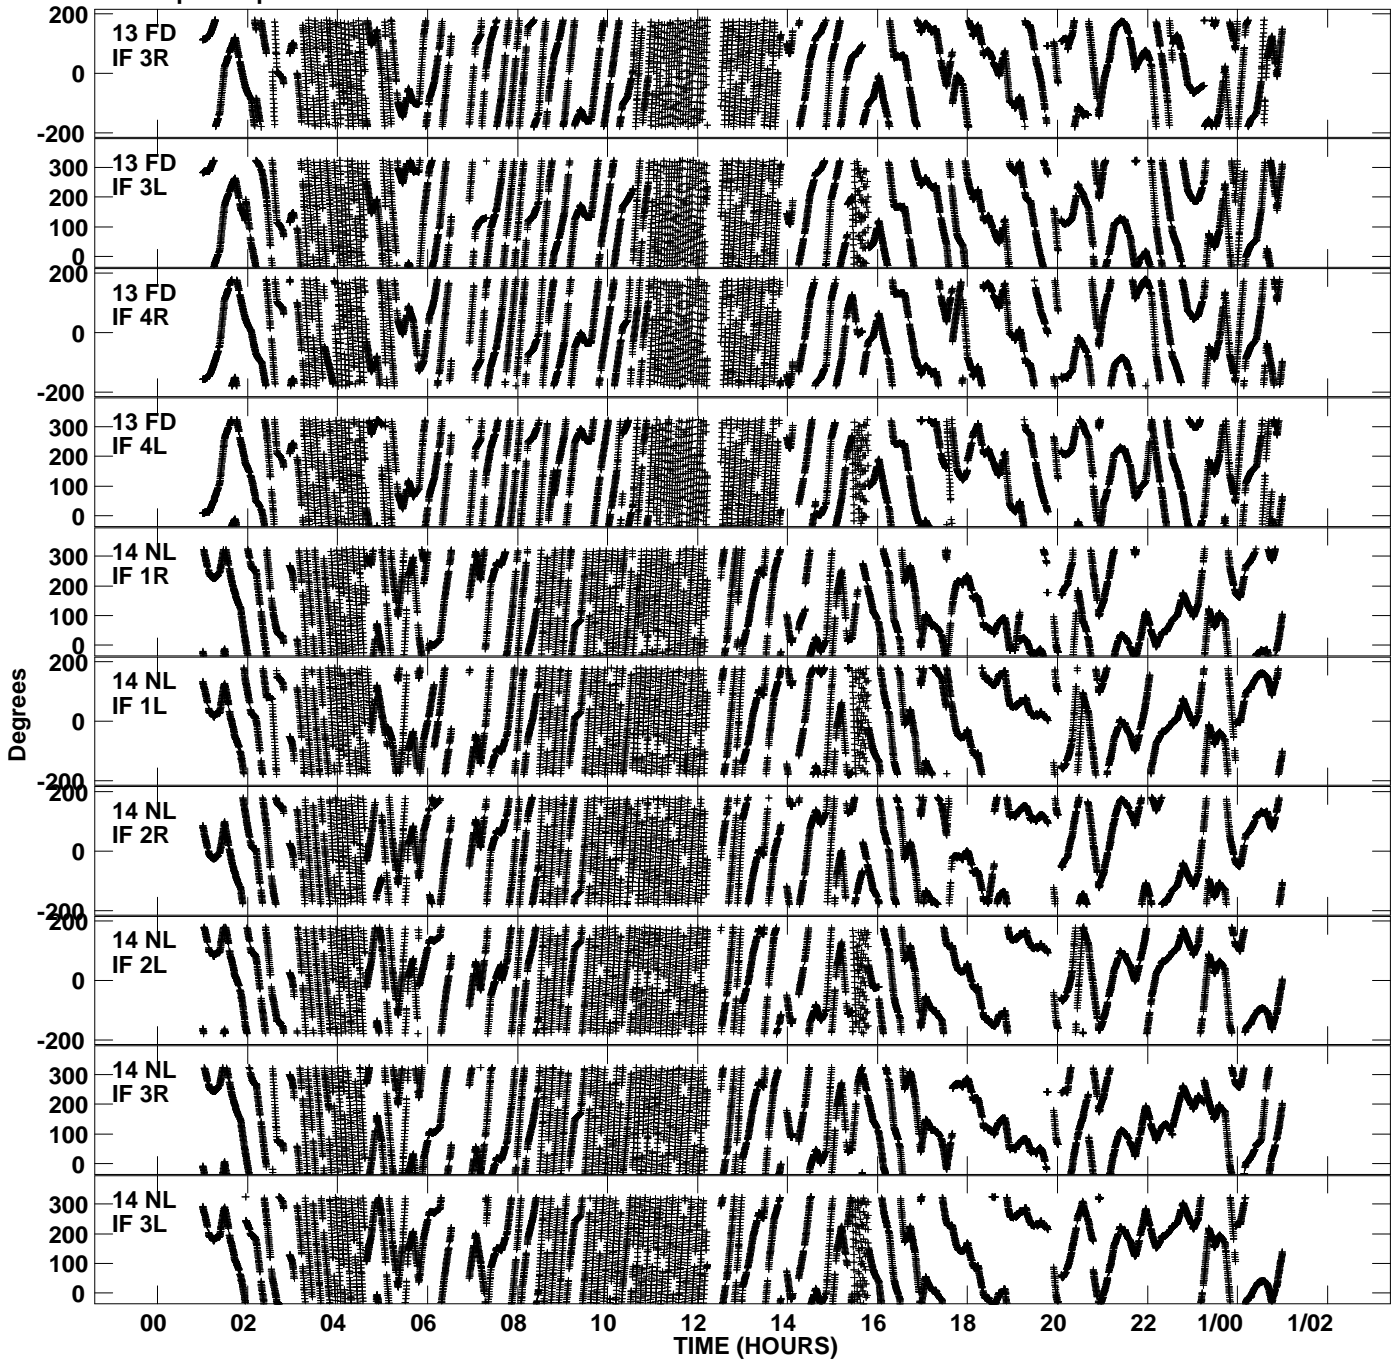 200
13 FD
IF 3R
0
-200
13 FD
IF 3L
300
200
100
0
200
13 FD
IF 4R
0
-200
13 FD
IF 4L
300
200
100
0
14 NL
IF 1R
300
200
100
0
200
14 NL
IF 1L
0
-200
200
14 NL
IF 2R
0
-200
200
14 NL
IF 2L
0
-200
14 NL
IF 3R
300
200
100
0
14 NL
IF 3L
300
200
100
0
Degrees
00 02 04 06 08 10 12 14 16 18 20 22 1/00 1/02
TIME (HOURS)